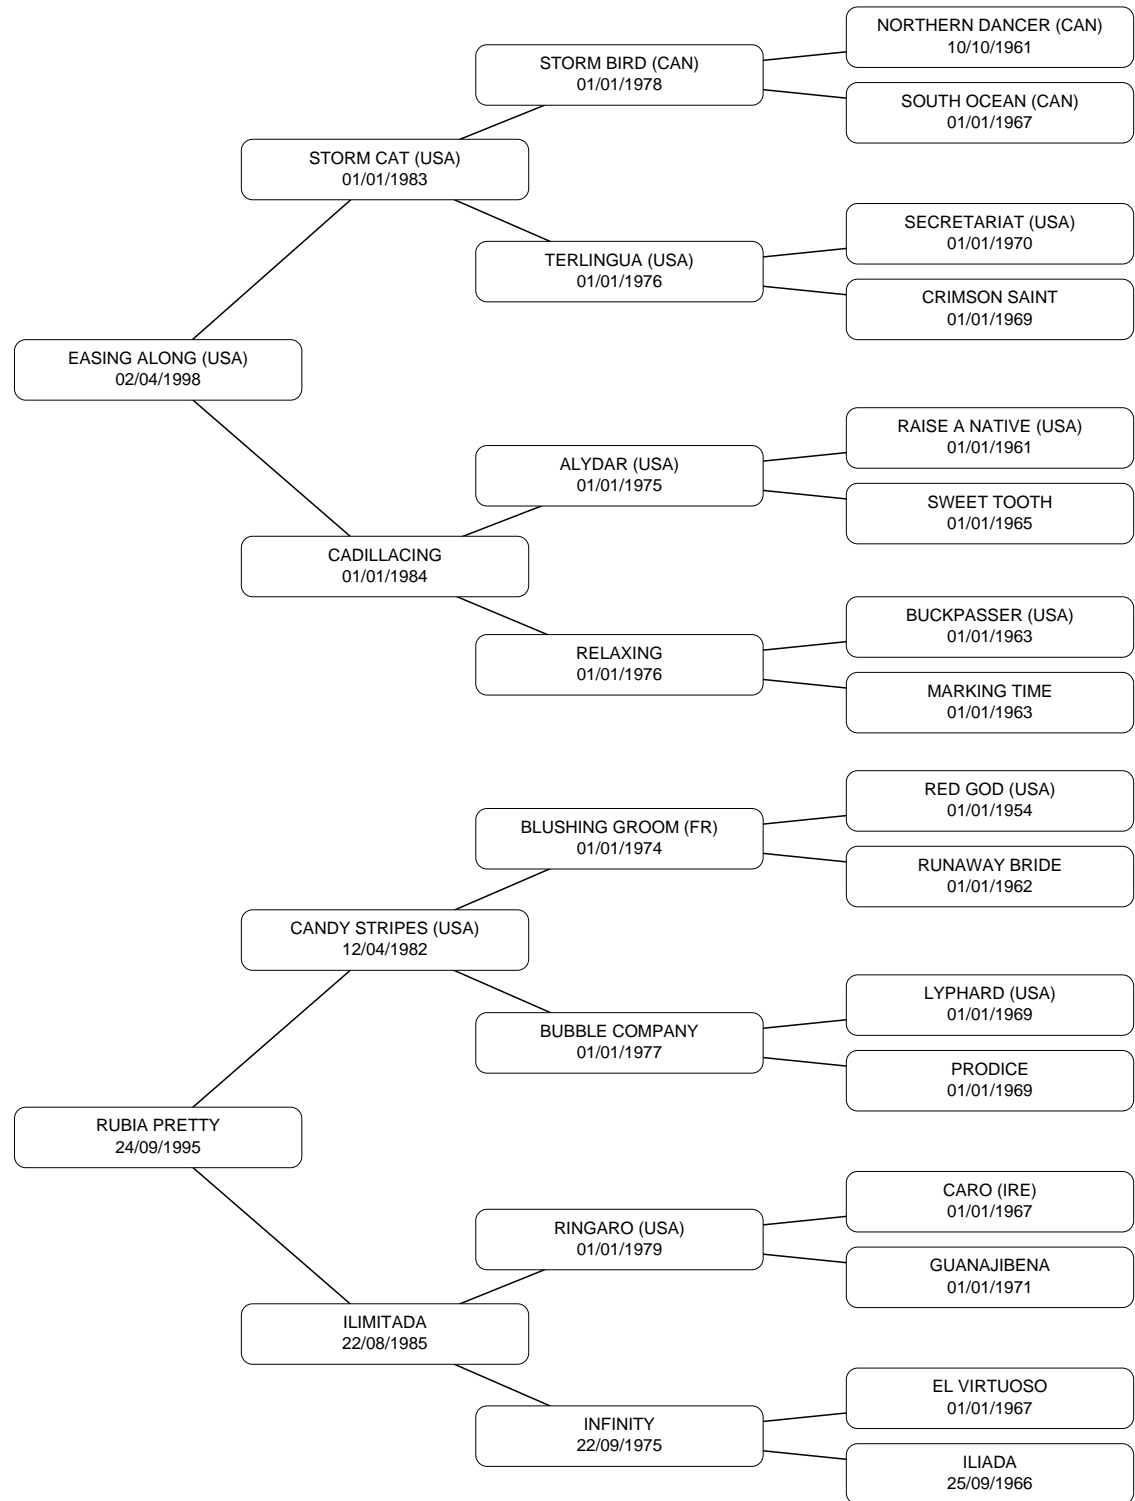 NORTHERN DANCER (CAN)
10/10/1961
STORM BIRD (CAN)
01/01/1978
SOUTH OCEAN (CAN)
01/01/1967
STORM CAT (USA)
01/01/1983
SECRETARIAT (USA)
01/01/1970
TERLINGUA (USA)
01/01/1976
CRIMSON SAINT
01/01/1969
EASING ALONG (USA)
02/04/1998
RAISE A NATIVE (USA)
01/01/1961
ALYDAR (USA)
01/01/1975
SWEET TOOTH
01/01/1965
CADILLACING
01/01/1984
BUCKPASSER (USA)
01/01/1963
RELAXING
01/01/1976
MARKING TIME
01/01/1963
RED GOD (USA)
01/01/1954
BLUSHING GROOM (FR)
01/01/1974
RUNAWAY BRIDE
01/01/1962
CANDY STRIPES (USA)
12/04/1982
LYPHARD (USA)
01/01/1969
BUBBLE COMPANY
01/01/1977
PRODICE
01/01/1969
RUBIA PRETTY
24/09/1995
CARO (IRE)
01/01/1967
RINGARO (USA)
01/01/1979
GUANAJIBENA
01/01/1971
ILIMITADA
22/08/1985
EL VIRTUOSO
01/01/1967
INFINITY
22/09/1975
ILIADA
25/09/1966